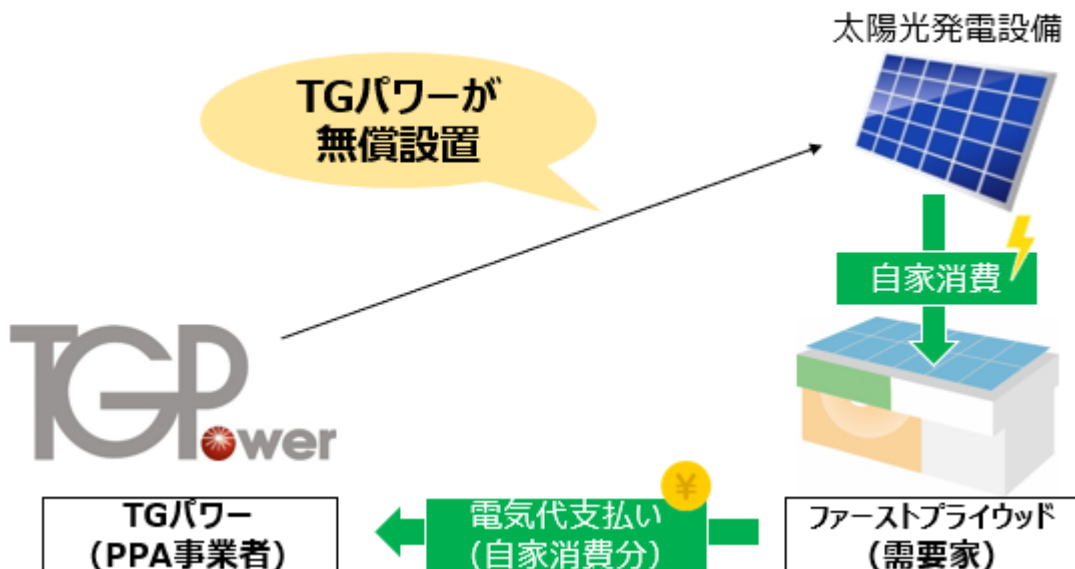 太陽光発電設備
TGパワーが
無償設置
自家消費
TGPower
TGパワー
(PPA事業者)
電気代支払い
(自家消費分)
¥
ファーストプライウッド
(需要家)